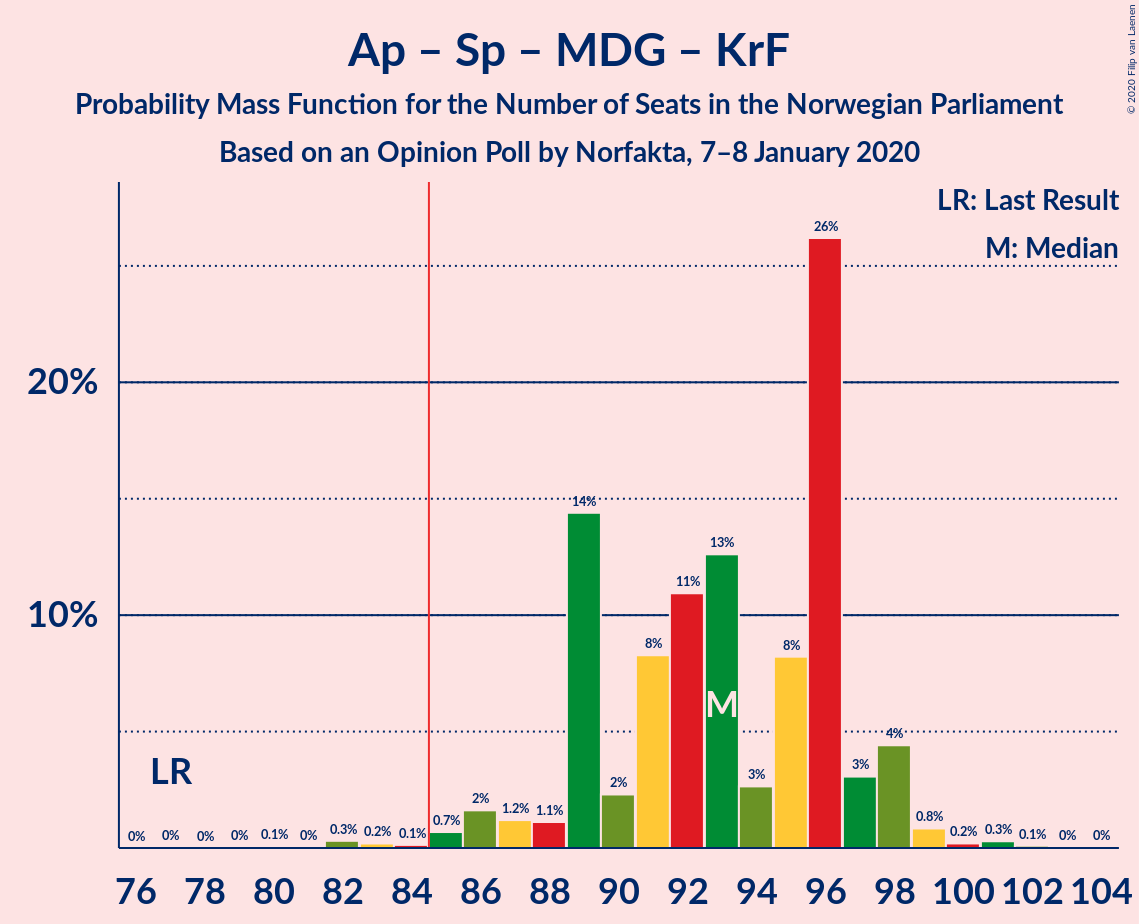 Ap – Sp – MDG – KrF
Probability Mass Function for the Number of Seats in the Norwegian Parliament
Based on an Opinion Poll by Norfakta, 7–8 January 2020
© 2020 Filip van Laenen
LR: Last Result
M: Median
20%
10%
LR
M
0% 0% 0% 0% 0.1% 0% 0.3% 0.2% 0.1% 0.7% 2% 1.2% 1.1% 14% 2% 8% 11% 13% 3% 8% 26% 3% 4% 0.8% 0.2% 0.3% 0.1% 0% 0%
76 78 80 82 84 86 88 90 92 94 96 98 100 102 104